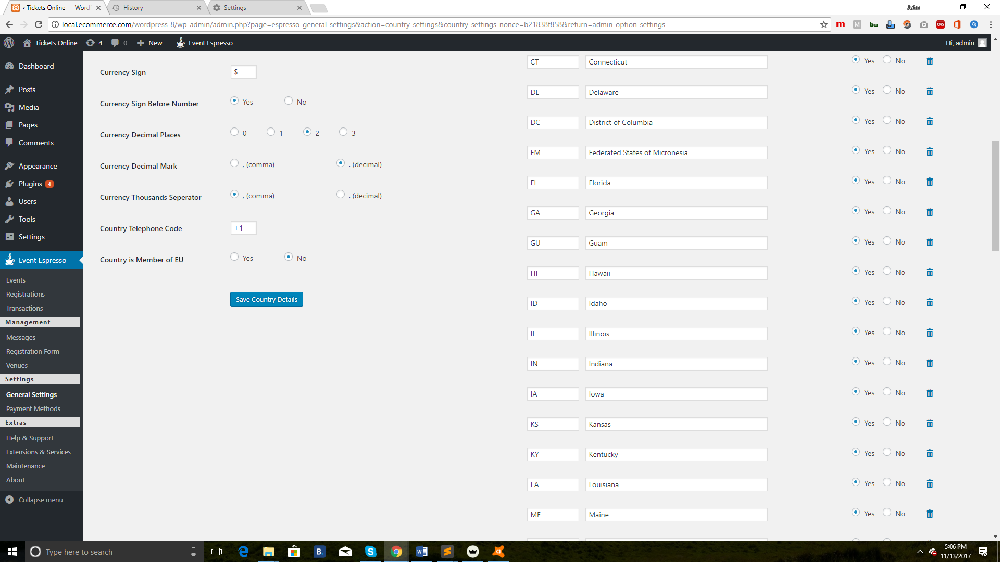 ‹ Tickets Online — Word
History
Settings
John
local.ecommerce.com/wordpress-8/wp-admin/admin.php?page=espresso_general_settings&action=country_settings&country_settings_nonce=b21838f858&return=admin_option_settings
Tickets Online
4
0
New
Event Espresso
Hi, admin
Dashboard
Posts
Media
Pages
Comments
Appearance
Plugins 4
Users
Tools
Settings
Event Espresso
Events
Registrations
Transactions
Management
Messages
Registration Form
Venues
Settings
General Settings
Payment Methods
Extras
Help & Support
Extensions & Services
Maintenance
About
Collapse menu
Currency Sign $
Currency Sign Before Number Yes No
Currency Decimal Places 0 1 2 3
Currency Decimal Mark , (comma) . (decimal)
Currency Thousands Seperator , (comma) . (decimal)
Country Telephone Code +1
Country is Member of EU Yes No
Save Country Details
CT Connecticut Yes No
DE Delaware Yes No
DC District of Columbia Yes No
FM Federated States of Micronesia Yes No
FL Florida Yes No
GA Georgia Yes No
GU Guam Yes No
HI Hawaii Yes No
ID Idaho Yes No
IL Illinois Yes No
IN Indiana Yes No
IA Iowa Yes No
KS Kansas Yes No
KY Kentucky Yes No
LA Louisiana Yes No
ME Maine Yes No
Type here to search
5:06 PM
11/13/2017